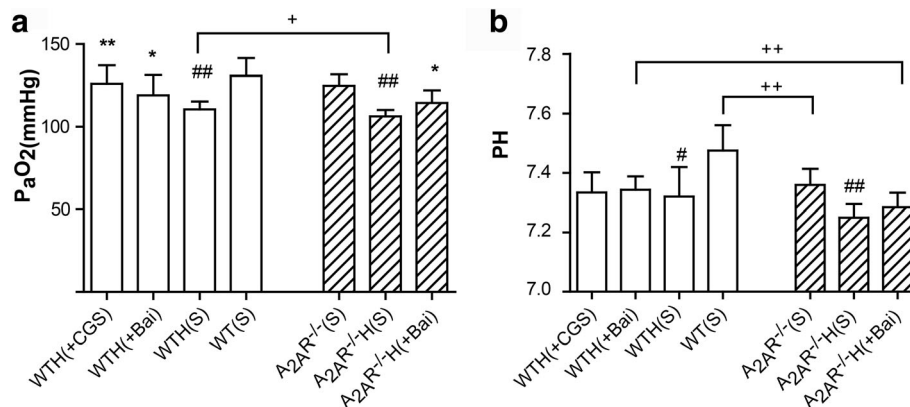 a
b
PaO2(mmHg)
150
100
50
**
*
##
+
##
*
WTH(+CGS)
WTH(+Bai)
WTH(S)
WT(S)
A2AR-/-(S)
A2AR-/-H(S)
A2AR-/-H(+Bai)
PH
7.8
7.6
7.4
7.2
7.0
++
++
#
##
WTH(+CGS)
WTH(+Bai)
WTH(S)
WT(S)
A2AR-/-(S)
A2AR-/-H(S)
A2AR-/-H(+Bai)